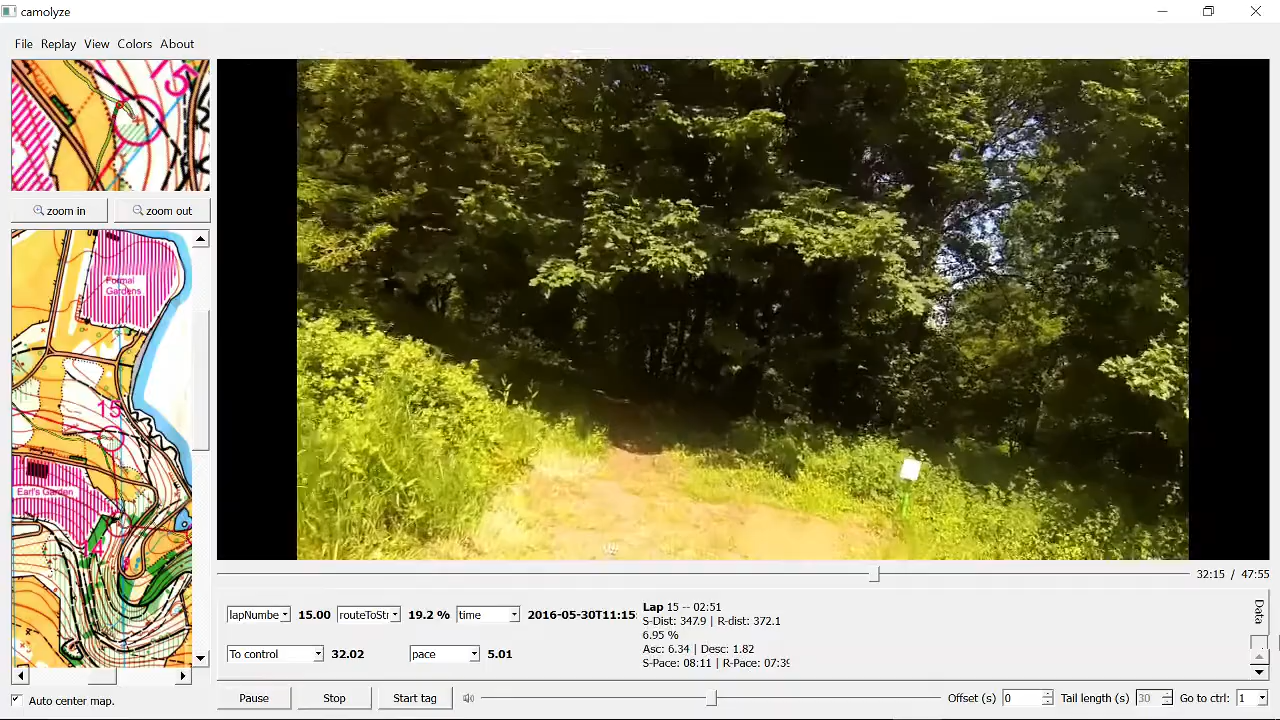 camolyze
File Replay View Colors About
15
zoom in
zoom out
Formal
Gardens
15
Earl's Garden
14
32:15 / 47:55
lapNumbe 15.00 routeToStr 19.2 % time 2016-05-30T11:15:
To control 32.02 pace 5.01
Lap 15 -- 02:51
S-Dist: 347.9 | R-dist: 372.1
6.95 %
Asc: 6.34 | Desc: 1.82
S-Pace: 08:11 | R-Pace: 07:39
Data
Auto center map.
Pause
Stop
Start tag
Offset (s) 0
Tail length (s) 30
Go to ctrl: 1